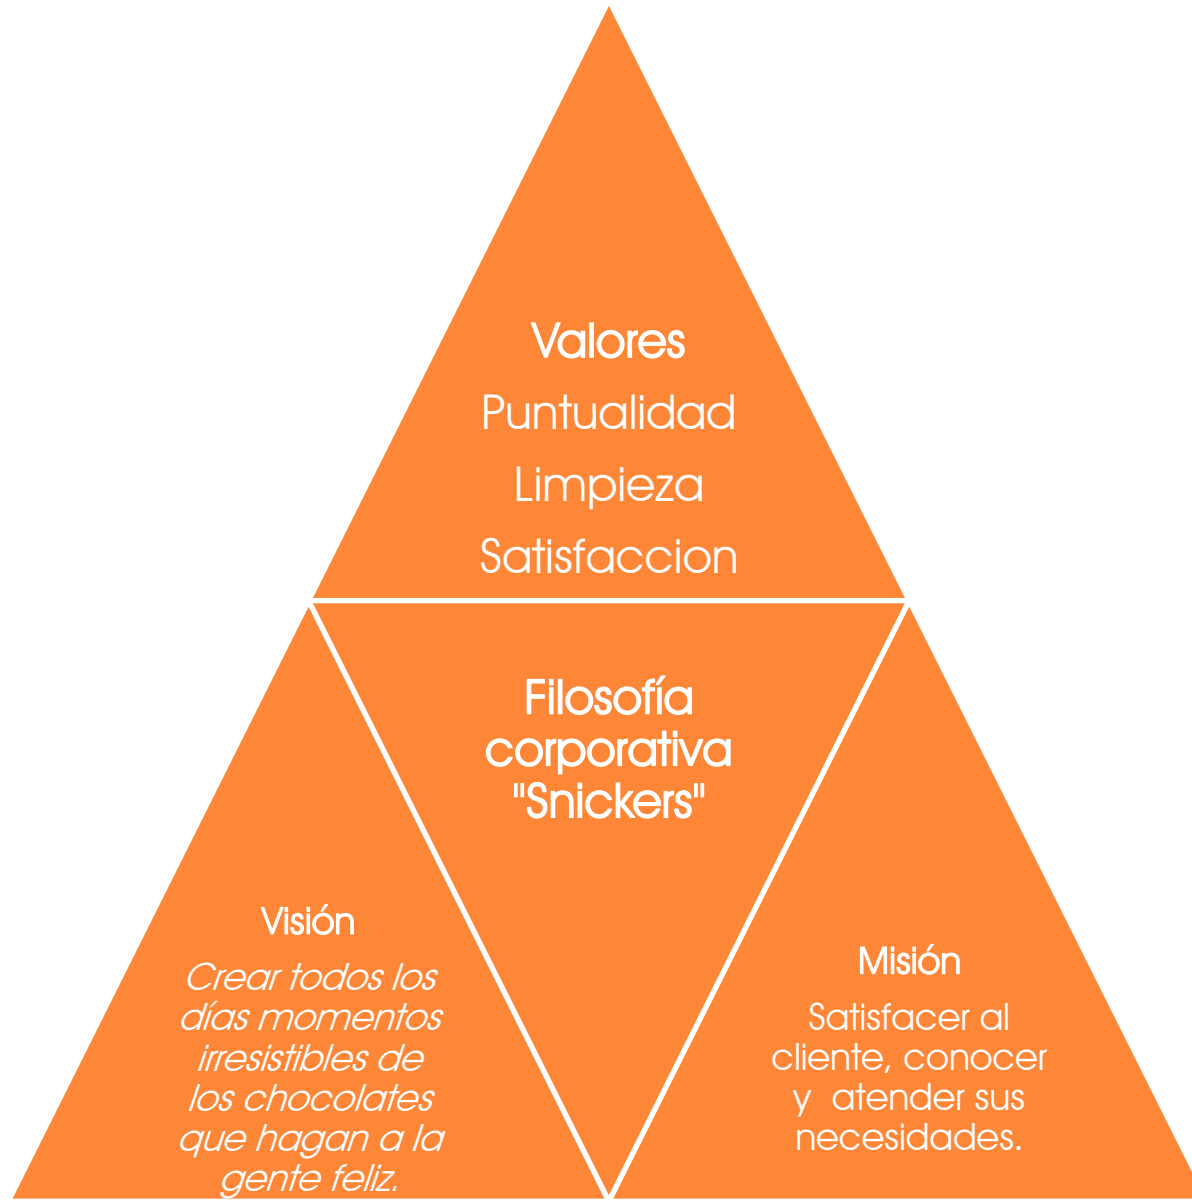 Valores
Puntualidad
Limpieza
Satisfaccion
Filosofía
corporativa
"Snickers"
Visión
Crear todos los
días momentos
irresistibles de
los chocolates
que hagan a la
gente feliz.
Misión
Satisfacer al
cliente, conocer
y  atender sus
necesidades.